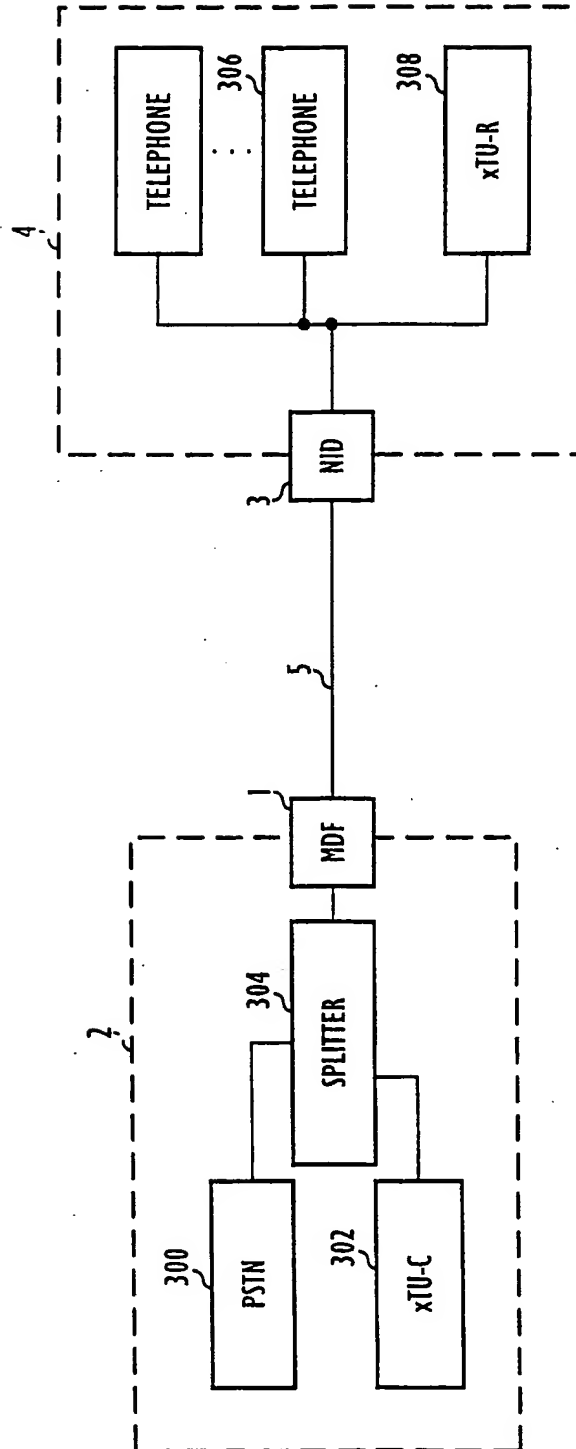 2
300
PSTN
302
xTU-C
304
SPLITTER
1
MDF
5
3
NID
4
TELEPHONE
306
TELEPHONE
308
xTU-R